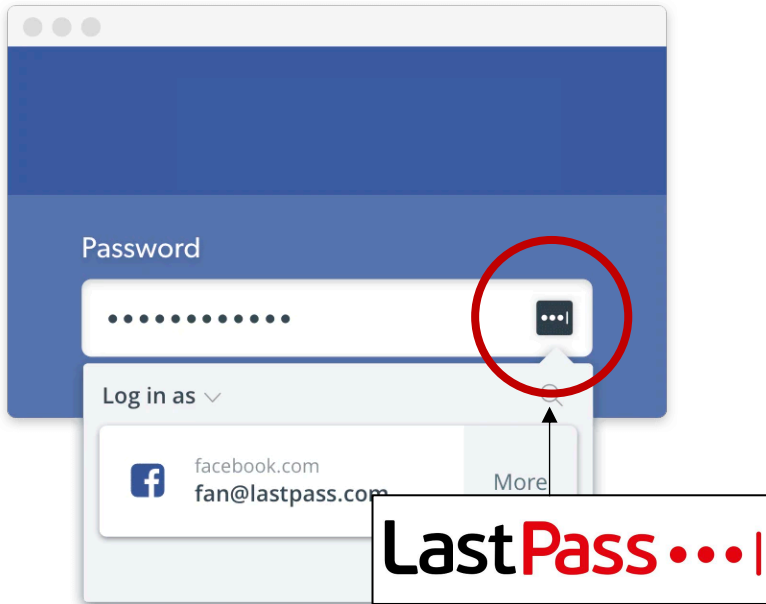 Password
••••••••••••
•••|
Log in as
facebook.com
fan@lastpass.com
More
LastPass•••|